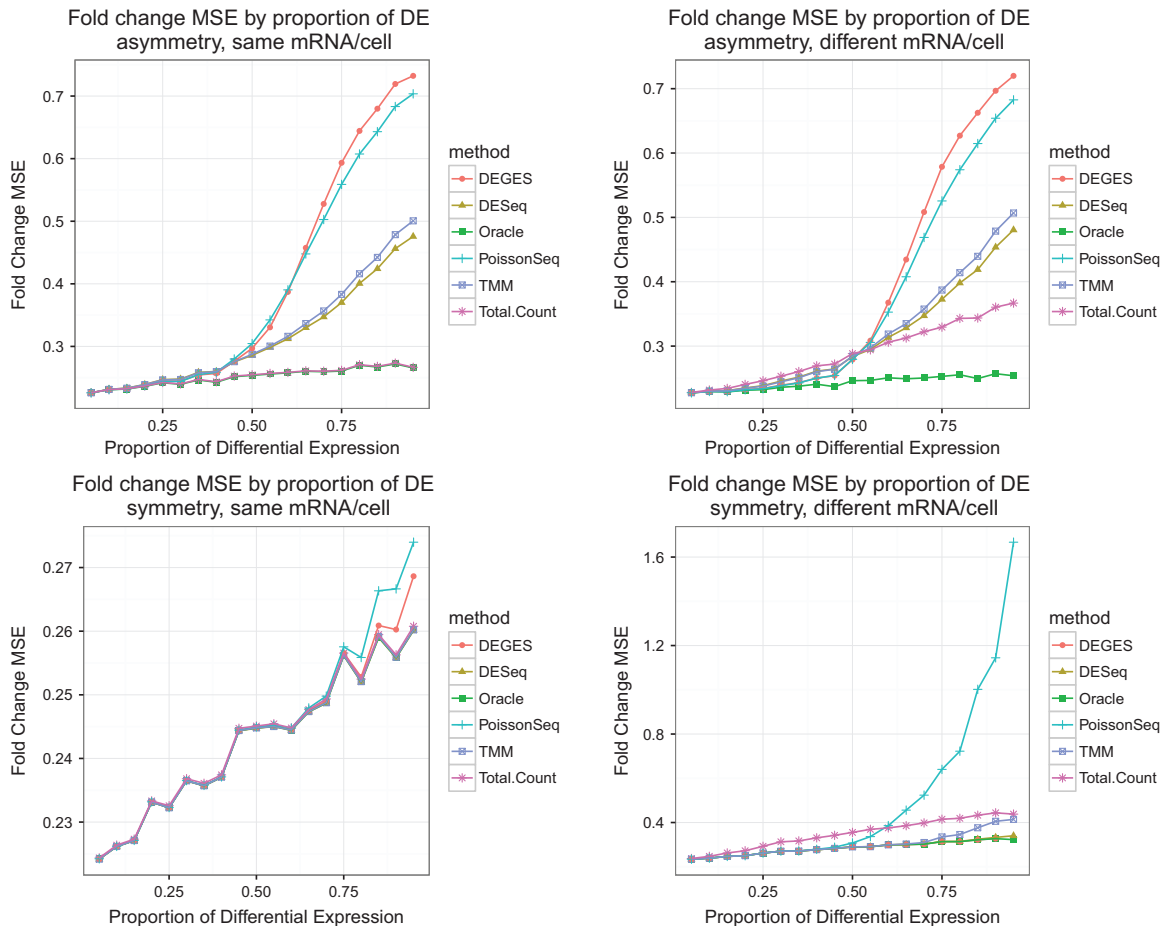 Fold change MSE by proportion of DE
asymmetry, same mRNA/cell
0.7
0.6
0.5
0.4
0.3
Fold Change MSE
0.25
0.50
0.75
Proportion of Differential Expression
method
DEGES
DESeq
Oracle
PoissonSeq
TMM
Total.Count
Fold change MSE by proportion of DE
asymmetry, different mRNA/cell
0.7
0.6
0.5
0.4
0.3
Fold Change MSE
0.25
0.50
0.75
Proportion of Differential Expression
method
DEGES
DESeq
Oracle
PoissonSeq
TMM
Total.Count
Fold change MSE by proportion of DE
symmetry, same mRNA/cell
0.27
0.26
0.25
0.24
0.23
Fold Change MSE
0.25
0.50
0.75
Proportion of Differential Expression
method
DEGES
DESeq
Oracle
PoissonSeq
TMM
Total.Count
Fold change MSE by proportion of DE
symmetry, different mRNA/cell
1.6
1.2
0.8
0.4
Fold Change MSE
0.25
0.50
0.75
Proportion of Differential Expression
method
DEGES
DESeq
Oracle
PoissonSeq
TMM
Total.Count